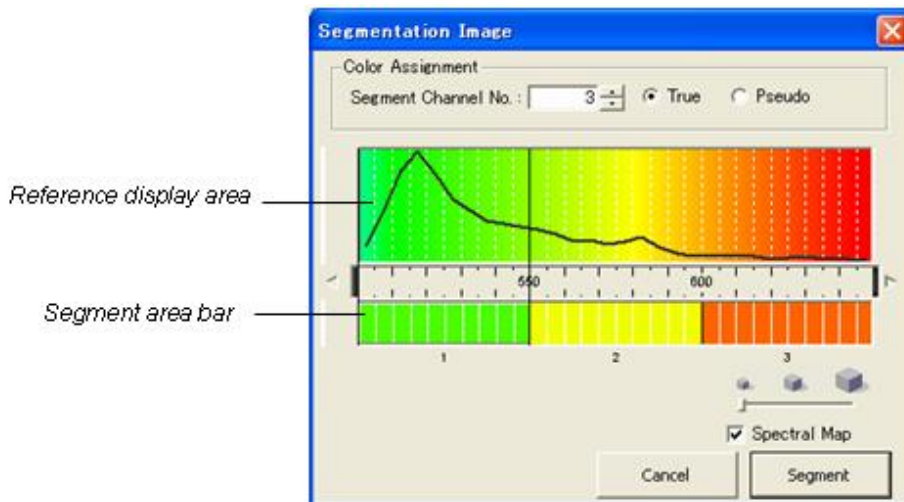 Segmentation Image
Color Assignment
Segment Channel No. : 3 True Pseudo
Reference display area
550 600
Segment area bar
1 2 3
Spectral Map
Cancel Segment